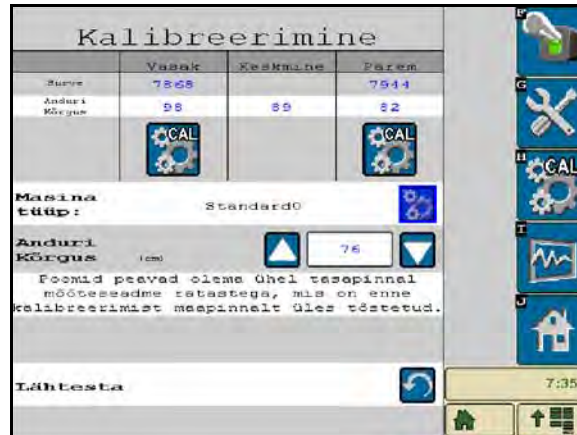 Kalibreerimine
Vasak Keskmine Parem
Surve 7868 7944
Anduri
Kõrgus 98 89 82
CAL CAL
Masina
tüüp: Standard0
Anduri
Kõrgus (cm) 76
Poomid peavad olema ühel tasapinnal
mõõteseadme ratastega, mis on enne
kalibreerimist maapinnalt üles tõstetud.
Lähtesta
F
G
H
CAL
I
J
7:35